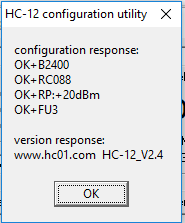 HC-12 configuration utility
configuration response:
OK+B2400
OK+RC088
OK+RP:+20dBm
OK+FU3
version response:
www.hc01.com HC-12_V2.4
OK